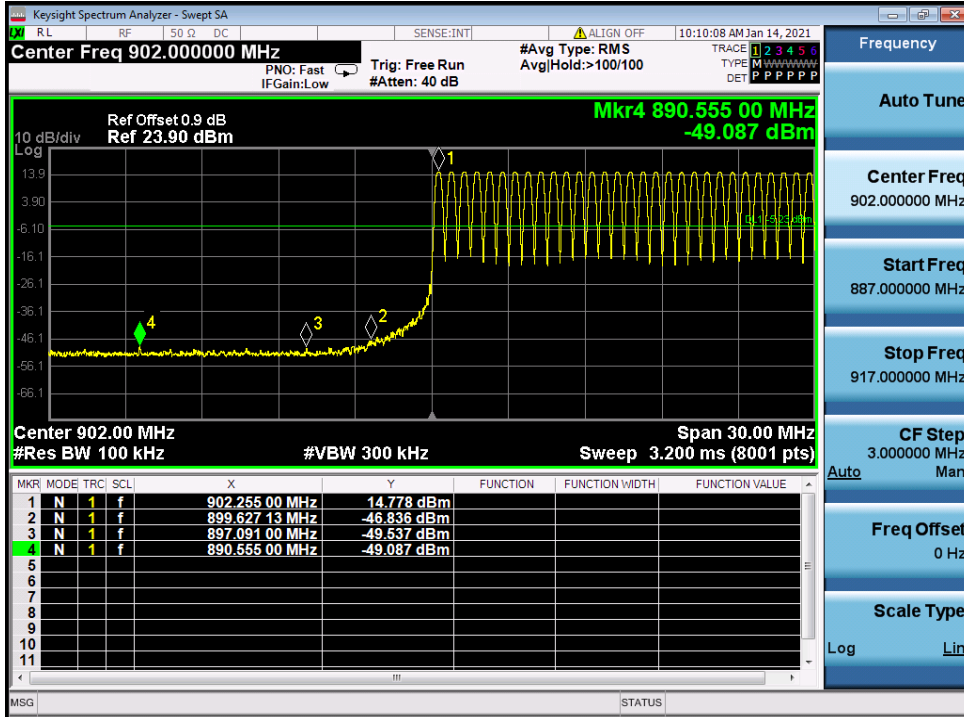 Keysight Spectrum Analyzer - Swept SA
LXI RL RF 50 Ω DC SENSE:INT ALIGN OFF 10:10:08 AM Jan 14, 2021
Center Freq 902.000000 MHz
PNO: Fast
IFGain:Low
Trig: Free Run
#Atten: 40 dB
#Avg Type: RMS
Avg|Hold:>100/100
TRACE 1 2 3 4 5 6
TYPE M WWWWW
DET P P P P P P
Mkr4 890.555 00 MHz
-49.087 dBm
Ref Offset 0.9 dB
10 dB/div Ref 23.90 dBm
Log
13.9
3.90
-6.10
-16.1
-26.1
-36.1
-46.1
-56.1
-66.1
1
2
3
4
DL1 -5.23 dBm
Center 902.00 MHz Span 30.00 MHz
#Res BW 100 kHz #VBW 300 kHz Sweep 3.200 ms (8001 pts)
MKR MODE TRC SCL X Y FUNCTION FUNCTION WIDTH FUNCTION VALUE
1 N 1 f 902.255 00 MHz 14.778 dBm
2 N 1 f 899.627 13 MHz -46.836 dBm
3 N 1 f 897.091 00 MHz -49.537 dBm
4 N 1 f 890.555 00 MHz -49.087 dBm
5
6
7
8
9
10
11
MSG STATUS
Frequency
Auto Tune
Center Freq
902.000000 MHz
Start Freq
887.000000 MHz
Stop Freq
917.000000 MHz
CF Step
3.000000 MHz
Auto Man
Freq Offset
0 Hz
Scale Type
Log Lin